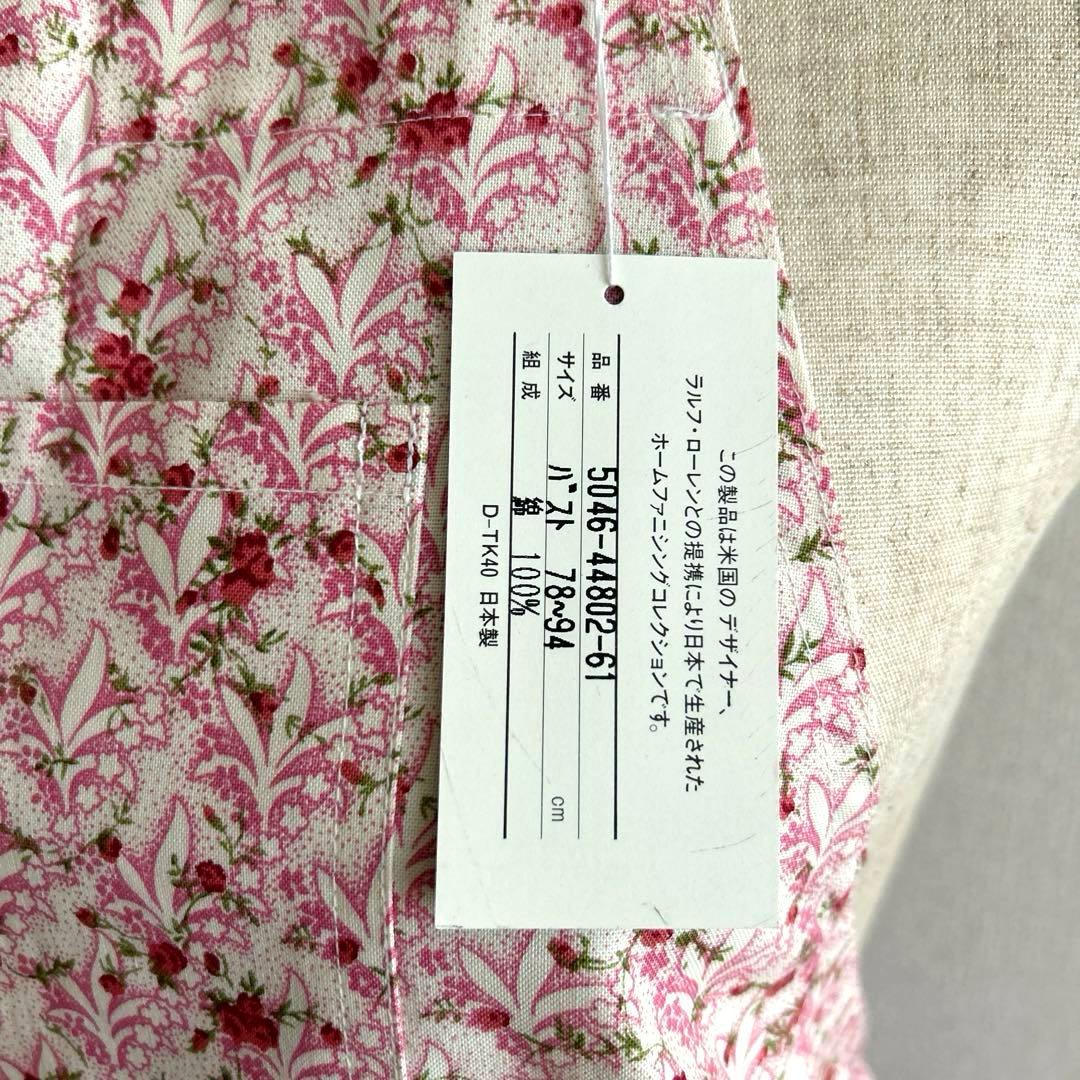 この製品は米国のデザイナー、
ラルフ・ローレンとの提携により日本で生産された
ホームファニシングコレクションです。
品番 5046-44802-61
サイズ バスト 78~94 cm
組成 綿 100%
D-TK40 日本製